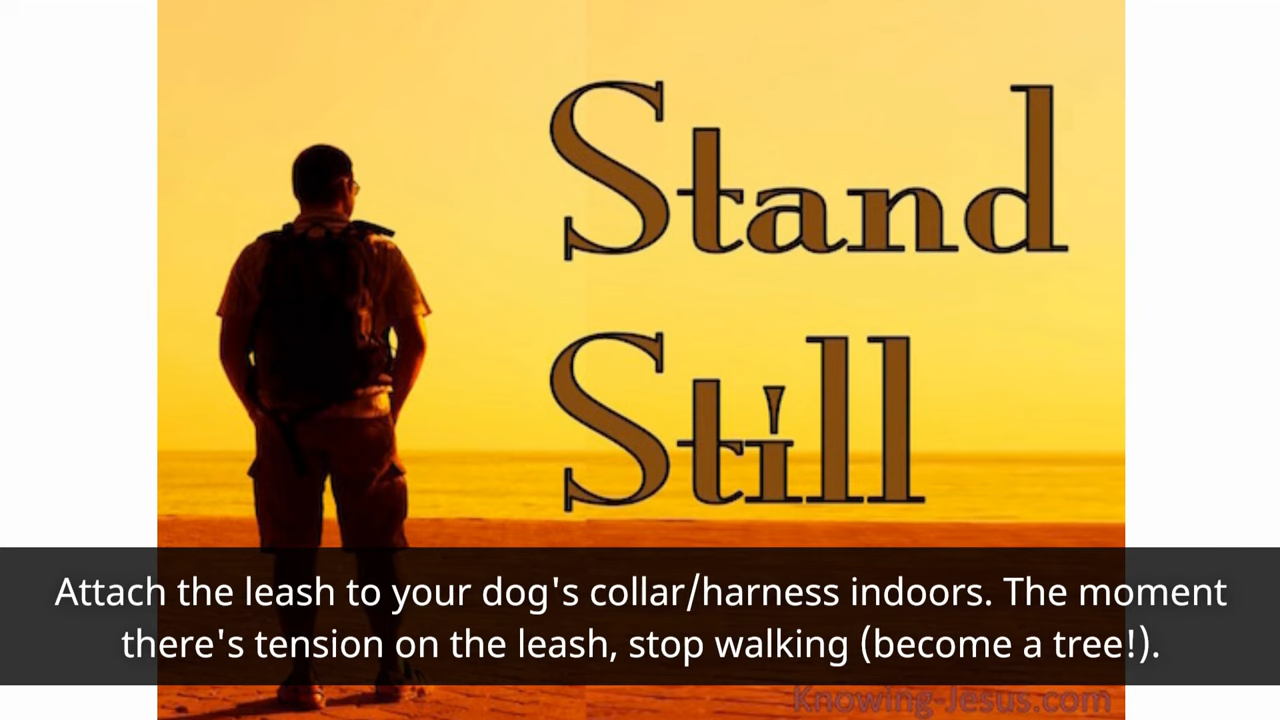 Stand
Still
Attach the leash to your dog's collar/harness indoors. The moment
there's tension on the leash, stop walking (become a tree!).
Knowing-Jesus.com